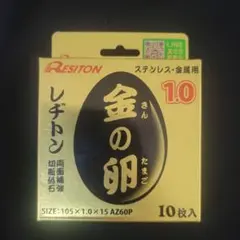 RESITON
ステンレス・金属用
1.0
金の卵
きん
たまご
レヂトン
両面補強
切断砥石
SIZE:105×1.0×15 AZ60P
10枚入